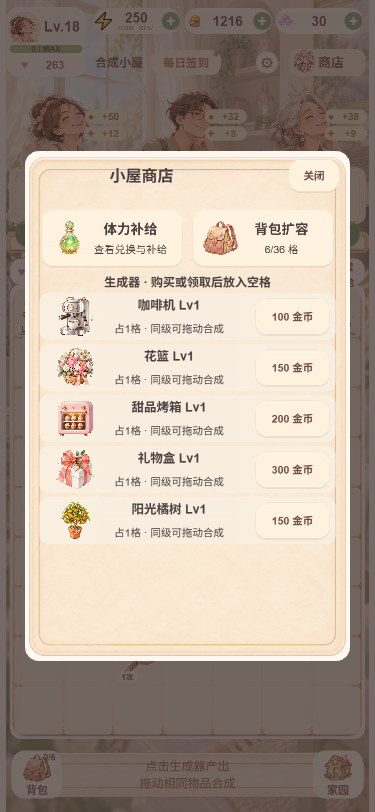 Lv.18
250
1216
30
6 / MAX
263
合成小屋
每日签到
商店
+50
+12
+32
+8
+38
+9
小屋商店
关闭
体力补给
查看兑换与补给
背包扩容
6/36 格
生成器 · 购买或领取后放入空格
咖啡机 Lv1
占1格 · 同级可拖动合成
100 金币
花篮 Lv1
占1格 · 同级可拖动合成
150 金币
甜品烤箱 Lv1
占1格 · 同级可拖动合成
200 金币
礼物盒 Lv1
占1格 · 同级可拖动合成
300 金币
阳光橘树 Lv1
占1格 · 同级可拖动合成
150 金币
1次
0/6
背包
点击生成器产出
拖动相同物品合成
家园